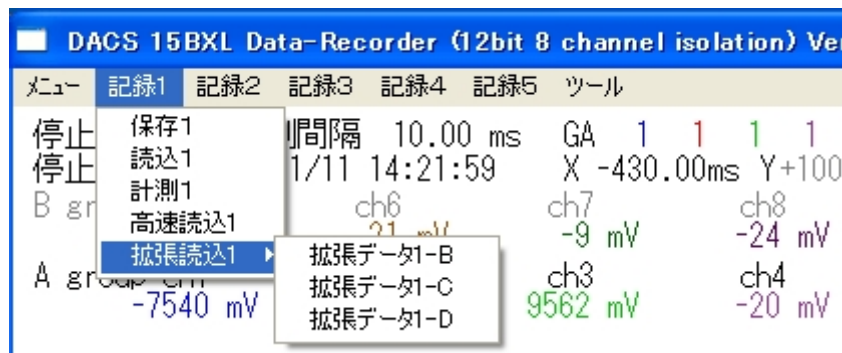 DACS 15BXL Data-Recorder (12bit 8 channel isolation) Ve
メニュー 記録1 記録2 記録3 記録4 記録5 ツール
停止 間隔 10.00 ms GA 1 1 1 1
停止 1/11 14:21:59 X -430.00ms Y+100
B gr ch6 ch7 ch8
-9 mV -24 mV
A group ch3 ch4
-7540 mV 9562 mV -20 mV
保存1
読込1
計測1
高速読込1
拡張読込1
拡張データ1-B
拡張データ1-C
拡張データ1-D